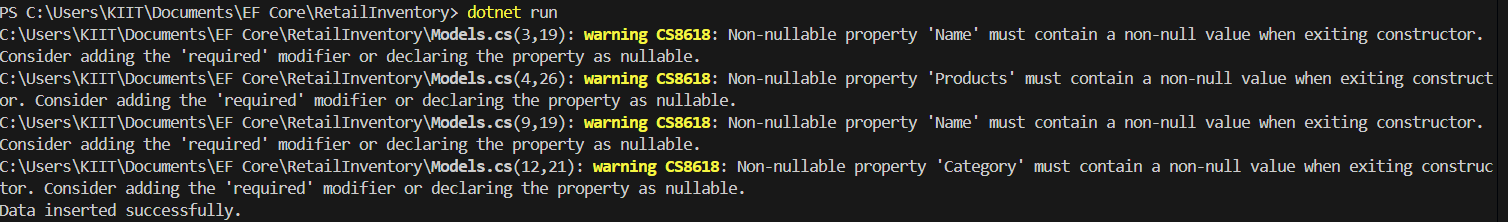 PS C:\Users\KIIT\Documents\EF Core\RetailInventory> dotnet run
C:\Users\KIIT\Documents\EF Core\RetailInventory\Models.cs(3,19): warning CS8618: Non-nullable property 'Name' must contain a non-null value when exiting constructor.
Consider adding the 'required' modifier or declaring the property as nullable.
C:\Users\KIIT\Documents\EF Core\RetailInventory\Models.cs(4,26): warning CS8618: Non-nullable property 'Products' must contain a non-null value when exiting construct
or. Consider adding the 'required' modifier or declaring the property as nullable.
C:\Users\KIIT\Documents\EF Core\RetailInventory\Models.cs(9,19): warning CS8618: Non-nullable property 'Name' must contain a non-null value when exiting constructor.
Consider adding the 'required' modifier or declaring the property as nullable.
C:\Users\KIIT\Documents\EF Core\RetailInventory\Models.cs(12,21): warning CS8618: Non-nullable property 'Category' must contain a non-null value when exiting construc
tor. Consider adding the 'required' modifier or declaring the property as nullable.
Data inserted successfully.